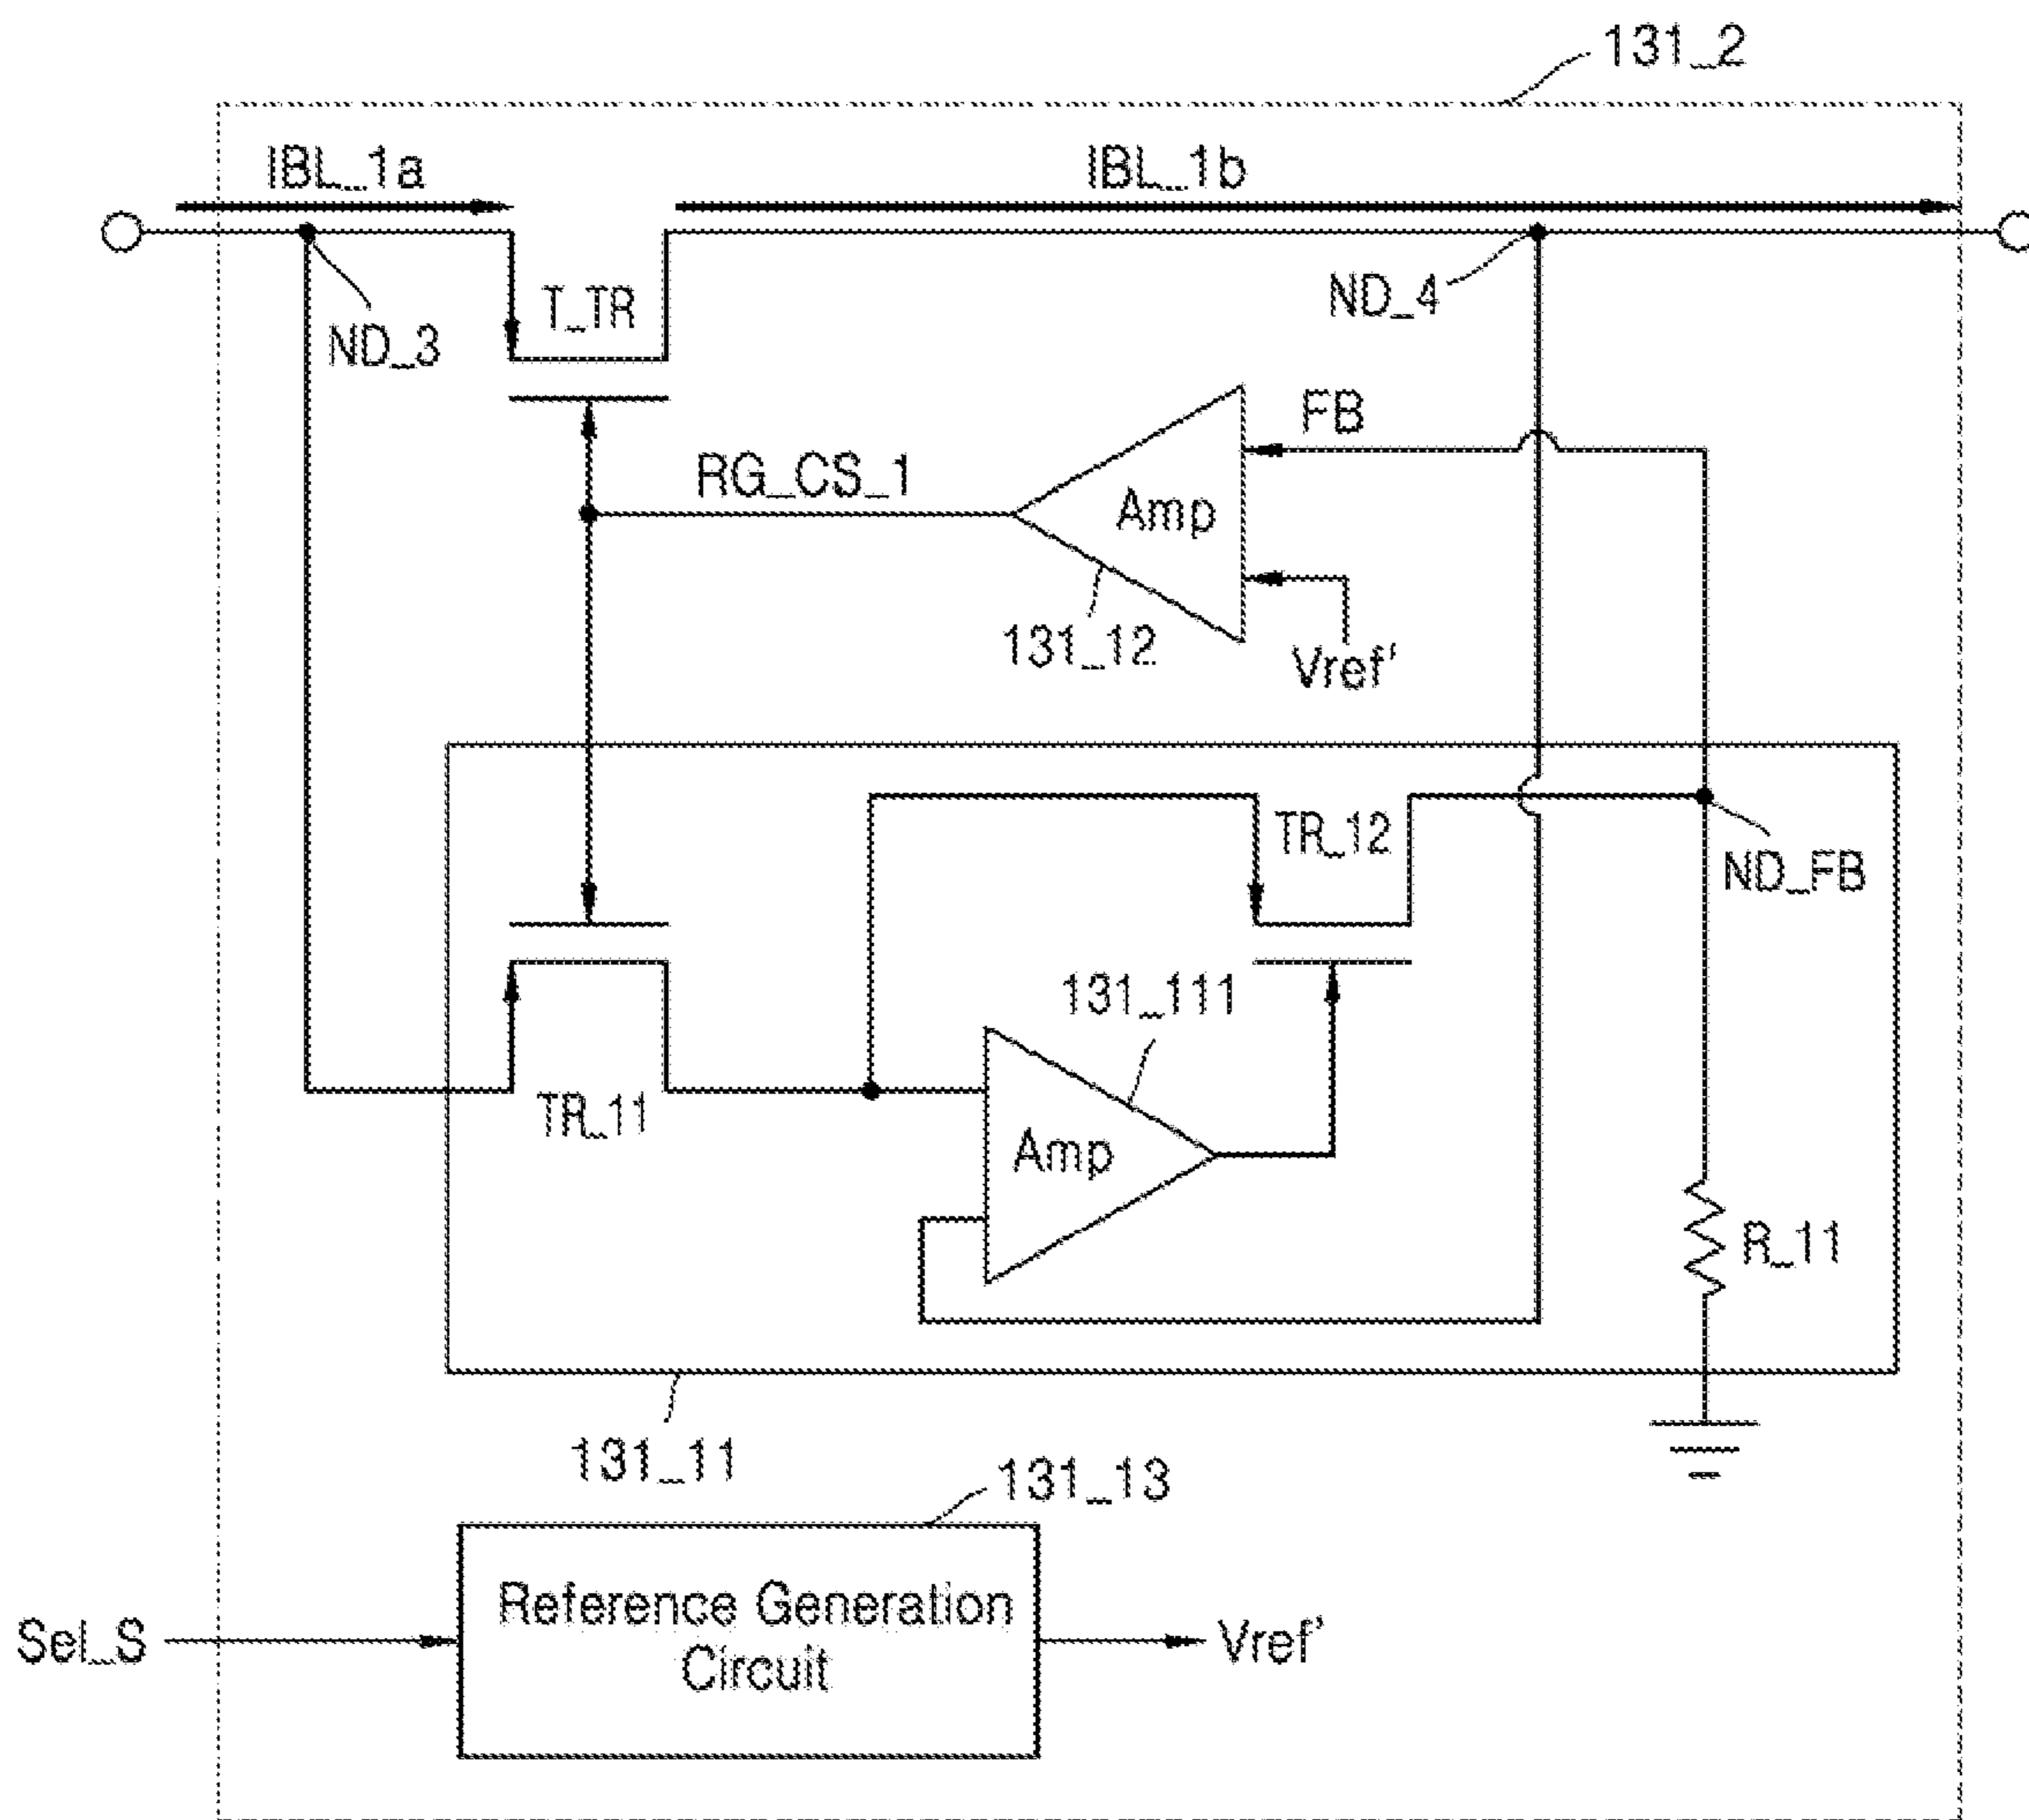 131_2
IBL_1a
IBL_1b
T_TR
ND_3
ND_4
FB
RG_CS_1
Amp
131_12
Vref'
TR_12
ND_FB
131_111
TR_11
Amp
R_11
131_11
131_13
Reference Generation
Circuit
Sel_S
Vref'